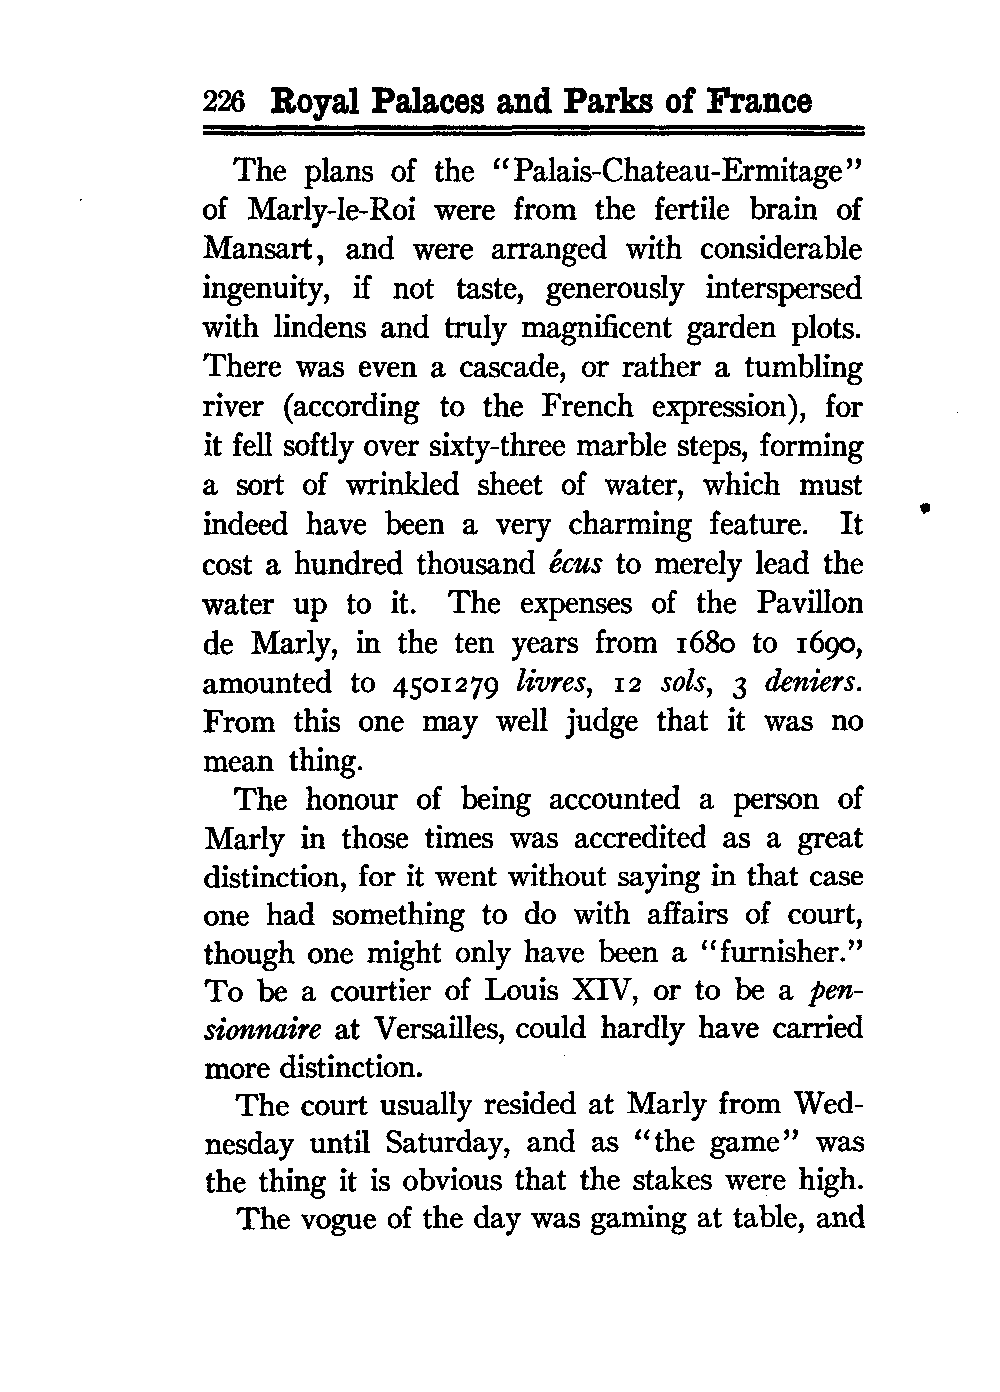 226 Royal Palaces and Parks of France
The plans of the "Palais-Chateau-Ermitage"
of Marly-le-Roi were from the fertile brain of
Mansart, and were arranged with considerable
ingenuity, if not taste, generously interspersed
with lindens and truly magnificent garden plots.
There was even a cascade, or rather a tumbling
river (according to the French expression), for
it fell softly over sixty-three marble steps, forming
a sort of wrinkled sheet of water, which must
indeed have been a very charming feature. It
cost a hundred thousand écus to merely lead the
water up to it. The expenses of the Pavillon
de Marly, in the ten years from 1680 to 1690,
amounted to 4501279 livres, 12 sols, 3 deniers.
From this one may well judge that it was no
mean thing.
The honour of being accounted a person of
Marly in those times was accredited as a great
distinction, for it went without saying in that case
one had something to do with affairs of court,
though one might only have been a "furnisher."
To be a courtier of Louis XIV, or to be a pen-
sionnaire at Versailles, could hardly have carried
more distinction.
The court usually resided at Marly from Wed-
nesday until Saturday, and as "the game" was
the thing it is obvious that the stakes were high.
The vogue of the day was gaming at table, and